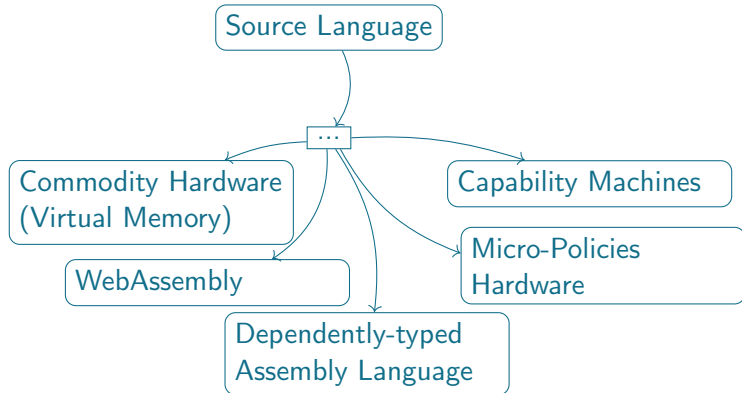 Source Language
...
Commodity Hardware
(Virtual Memory)
Capability Machines
WebAssembly
Micro-Policies
Hardware
Dependently-typed
Assembly Language